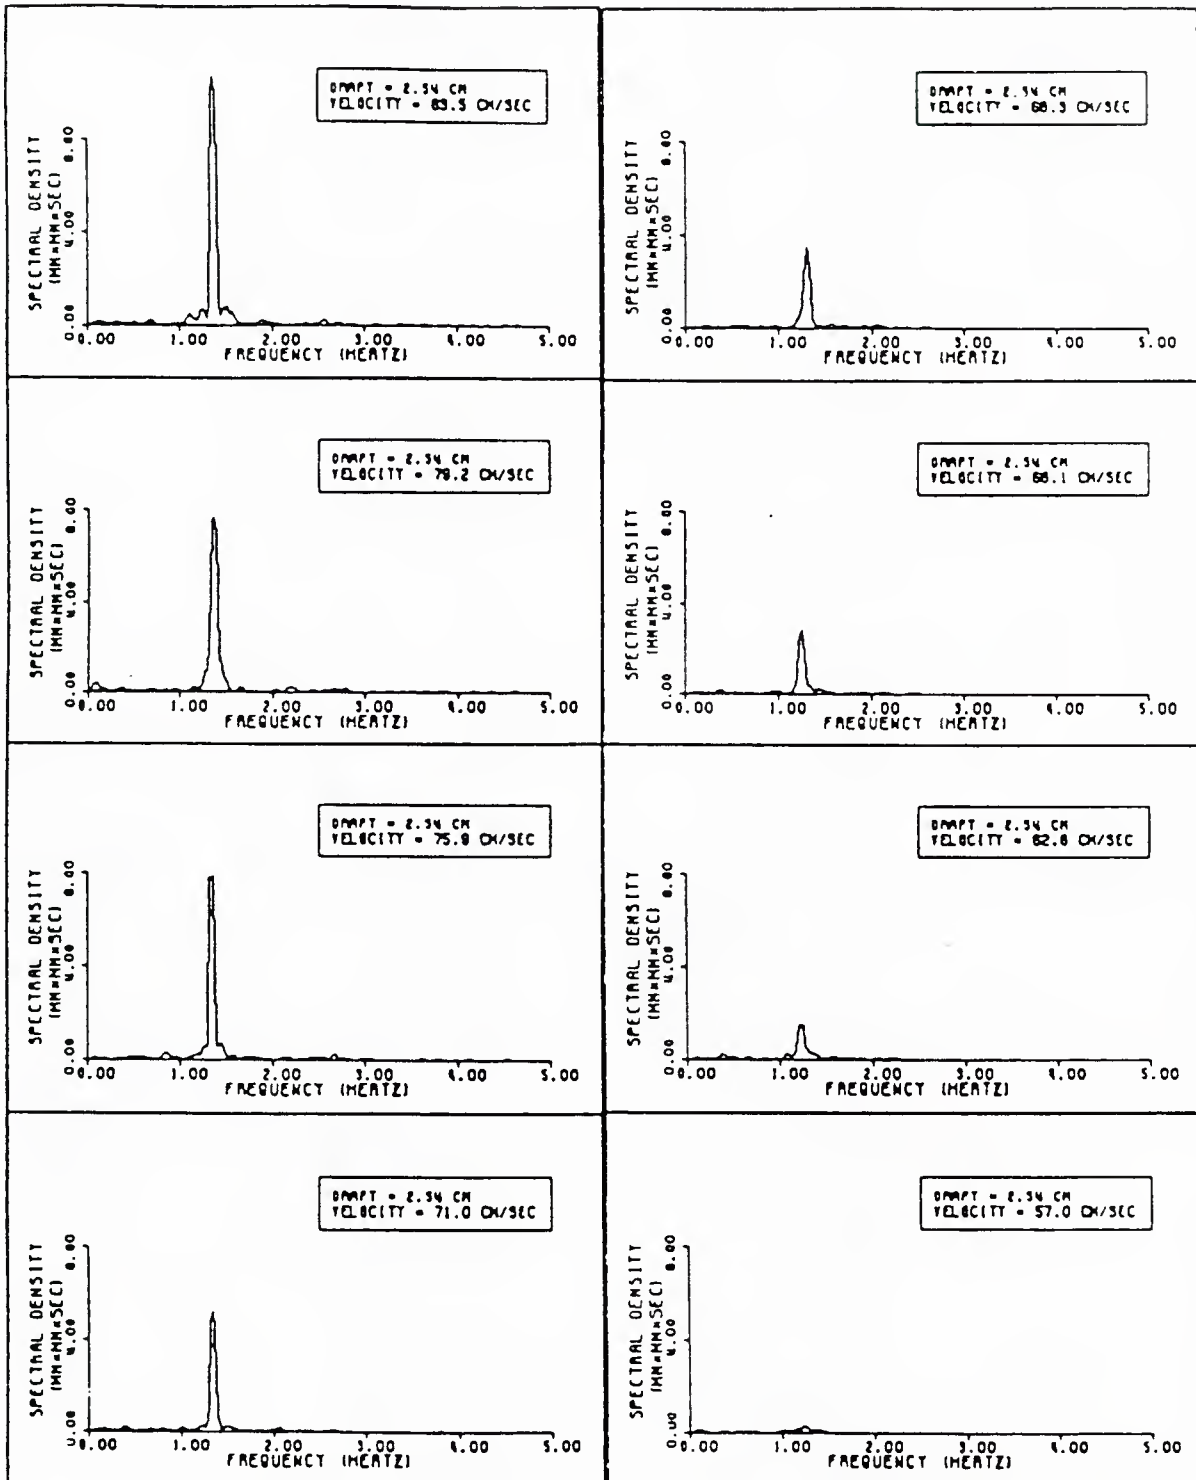 DRAFT = 2.54 CM
VELOCITY = 83.5 CM/SEC
SPECTRAL DENSITY
(MM*MM*SEC)
0.00 4.00 8.00
0.00 1.00 2.00 3.00 4.00 5.00
FREQUENCY (HERTZ)
DRAFT = 2.54 CM
VELOCITY = 68.3 CM/SEC
SPECTRAL DENSITY
(MM*MM*SEC)
0.00 4.00 8.00
0.00 1.00 2.00 3.00 4.00 5.00
FREQUENCY (HERTZ)
DRAFT = 2.54 CM
VELOCITY = 79.2 CM/SEC
SPECTRAL DENSITY
(MM*MM*SEC)
0.00 4.00 8.00
0.00 1.00 2.00 3.00 4.00 5.00
FREQUENCY (HERTZ)
DRAFT = 2.54 CM
VELOCITY = 66.1 CM/SEC
SPECTRAL DENSITY
(MM*MM*SEC)
0.00 4.00 8.00
0.00 1.00 2.00 3.00 4.00 5.00
FREQUENCY (HERTZ)
DRAFT = 2.54 CM
VELOCITY = 75.9 CM/SEC
SPECTRAL DENSITY
(MM*MM*SEC)
0.00 4.00 8.00
0.00 1.00 2.00 3.00 4.00 5.00
FREQUENCY (HERTZ)
DRAFT = 2.54 CM
VELOCITY = 62.6 CM/SEC
SPECTRAL DENSITY
(MM*MM*SEC)
0.00 4.00 8.00
0.00 1.00 2.00 3.00 4.00 5.00
FREQUENCY (HERTZ)
DRAFT = 2.54 CM
VELOCITY = 71.0 CM/SEC
SPECTRAL DENSITY
(MM*MM*SEC)
0.00 4.00 8.00
0.00 1.00 2.00 3.00 4.00 5.00
FREQUENCY (HERTZ)
DRAFT = 2.54 CM
VELOCITY = 57.0 CM/SEC
SPECTRAL DENSITY
(MM*MM*SEC)
0.00 4.00 8.00
0.00 1.00 2.00 3.00 4.00 5.00
FREQUENCY (HERTZ)